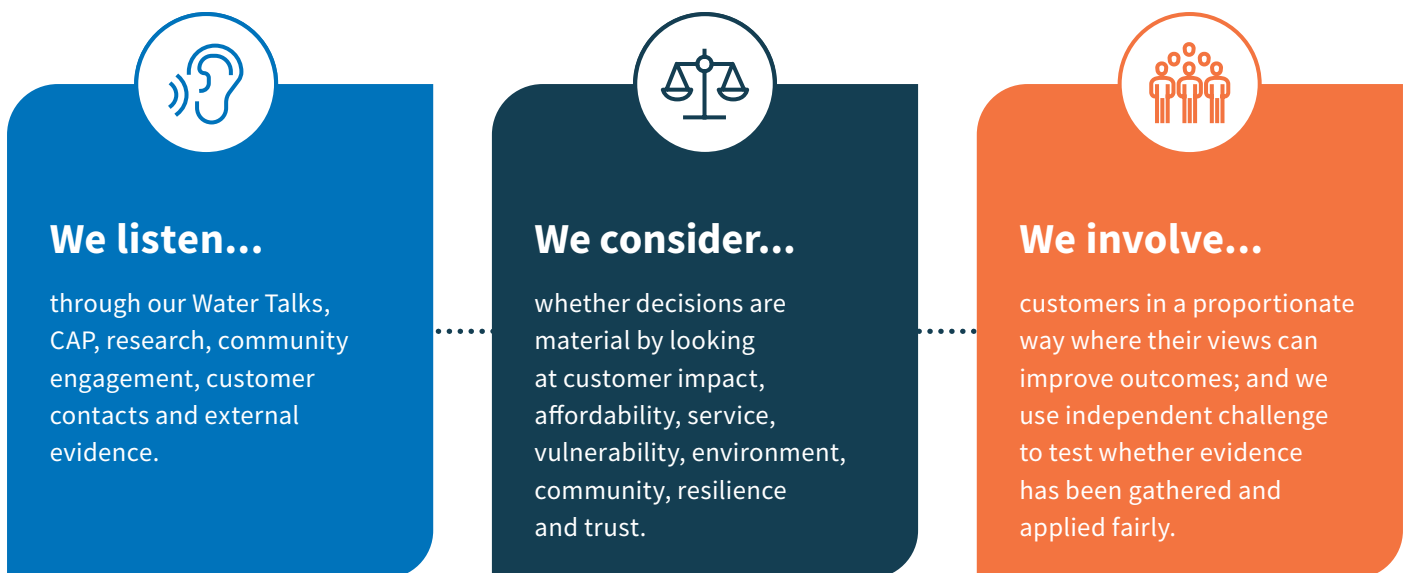 We listen...
through our Water Talks,
CAP, research, community
engagement, customer
contacts and external
evidence.
We consider...
whether decisions are
material by looking
at customer impact,
affordability, service,
vulnerability, environment,
community, resilience
and trust.
We involve...
customers in a proportionate
way where their views can
improve outcomes; and we
use independent challenge
to test whether evidence
has been gathered and
applied fairly.